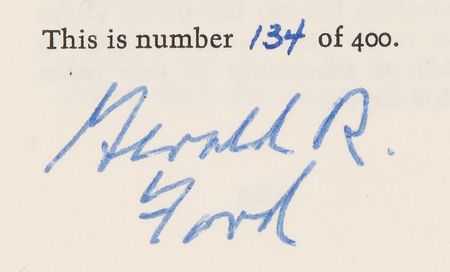 This is number 134 of 400.
Gerald R.
Ford